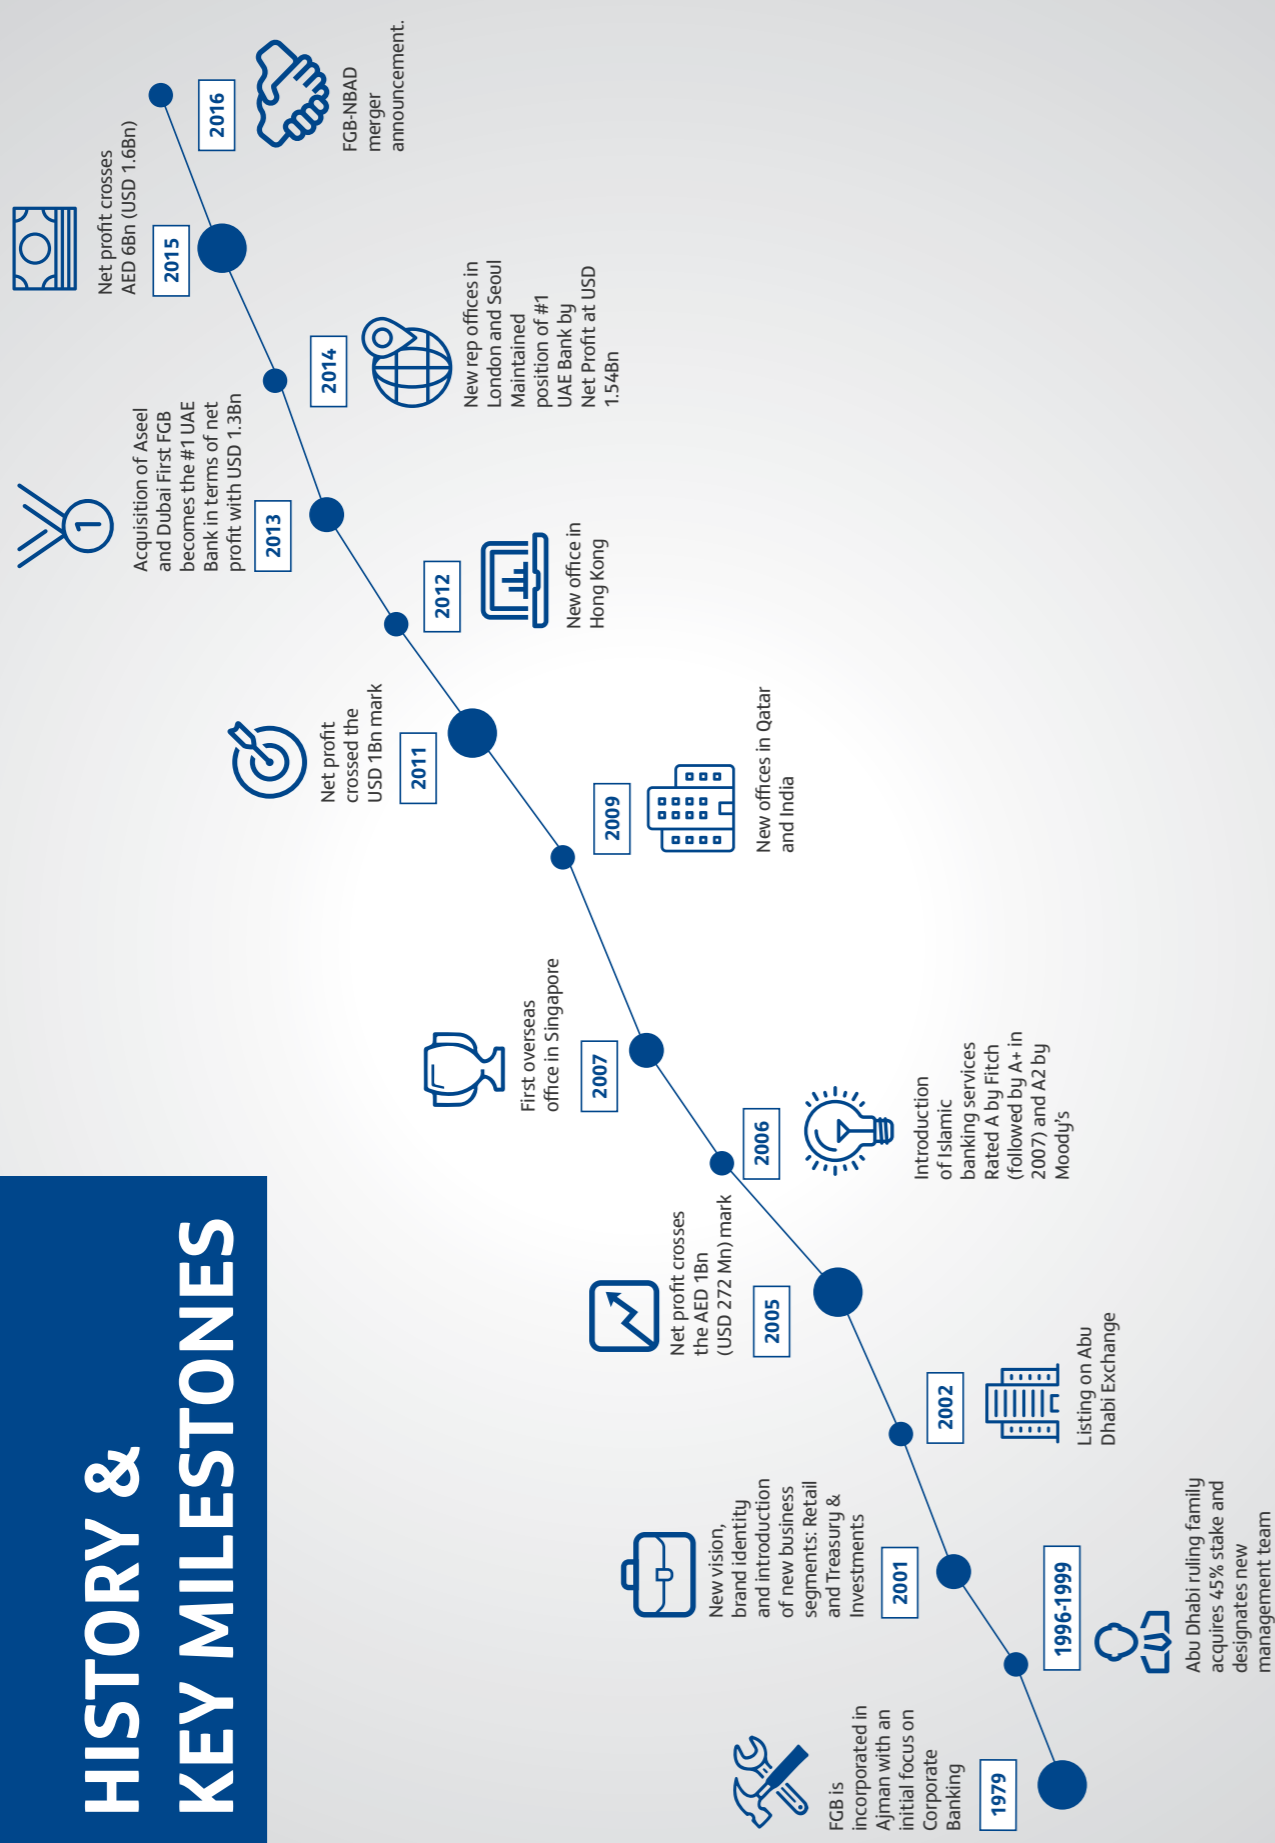 HISTORY &
KEY MILESTONES
FGB is
incorporated in
Ajman with an
initial focus on
Corporate
Banking
1979
1996-1999
Abu Dhabi ruling family
acquires 45% stake and
designates new
management team
New vision,
brand identity
and introduction
of new business
segments: Retail
and Treasury &
Investments
2001
2002
Listing on Abu
Dhabi Exchange
Net profit crosses
the AED 1Bn
(USD 272 Mn) mark
2005
2006
Introduction
of Islamic
banking services
Rated A by Fitch
(followed by A+ in
2007) and A2 by
Moody's
First overseas
office in Singapore
2007
2009
New offices in Qatar
and India
Net profit
crossed the
USD 1Bn mark
2011
2012
New office in
Hong Kong
1
Acquisition of Aseel
and Dubai First FGB
becomes the #1 UAE
Bank in terms of net
profit with USD 1.3Bn
2013
2014
New rep offices in
London and Seoul
Maintained
position of #1
UAE Bank by
Net Profit at USD
1.54Bn
Net profit crosses
AED 6Bn (USD 1.6Bn)
2015
2016
FGB-NBAD
merger
announcement.